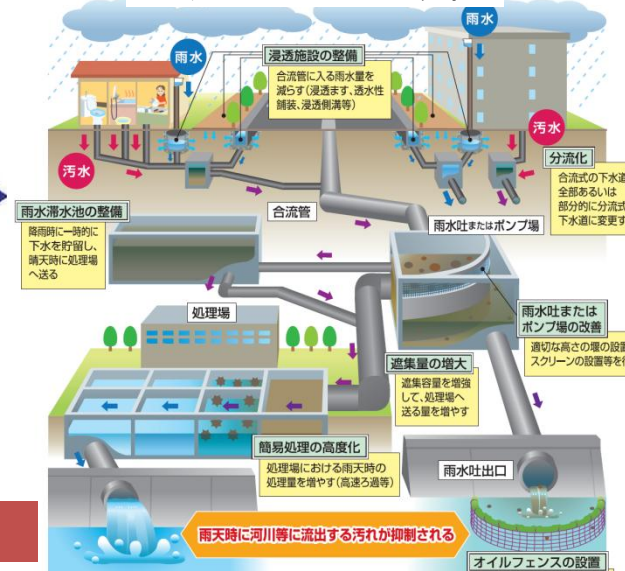 雨水
雨水
浸透施設の整備
合流管に入る雨水量を
減らす(浸透ます、透水性
舗装、浸透側溝等)
汚水
汚水
分流化
合流式の下水道
全部あるいは
部分的に分流式
下水道に変更す
雨水滞水池の整備
降雨時に一時的に
下水を貯留し、
晴天時に処理場
へ送る
合流管
雨水吐またはポンプ場
処理場
雨水吐または
ポンプ場の改善
適切な高さの堰の設置
スクリーンの設置等を
遮集量の増大
遮集容量を増強
して、処理場へ
送る量を増やす
簡易処理の高度化
処理場における雨天時の
処理量を増やす(高速ろ過等)
雨水吐出口
雨天時に河川等に流出する汚れが抑制される
オイルフェンスの設置